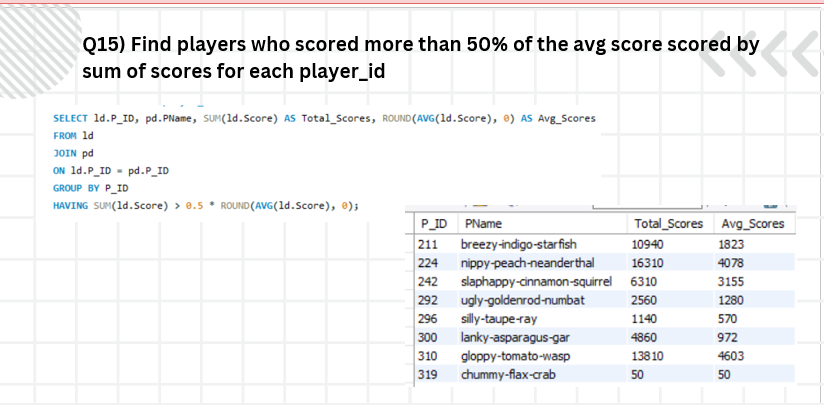 Q15) Find players who scored more than 50% of the avg score scored by
sum of scores for each player_id
SELECT ld.P_ID, pd.PName, SUM(ld.Score) AS Total_Scores, ROUND(AVG(ld.Score), 0) AS Avg_Scores
FROM ld
JOIN pd
ON ld.P_ID = pd.P_ID
GROUP BY P_ID
HAVING SUM(ld.Score) > 0.5 * ROUND(AVG(ld.Score), 0);
P_ID PName Total_Scores Avg_Scores
211 breezy-indigo-starfish 10940 1823
224 nippy-peach-neanderthal 16310 4078
242 slaphappy-cinnamon-squirrel 6310 3155
292 ugly-goldenrod-numbat 2560 1280
296 silly-taupe-ray 1140 570
300 lanky-asparagus-gar 4860 972
310 gloppy-tomato-wasp 13810 4603
319 chummy-flax-crab 50 50